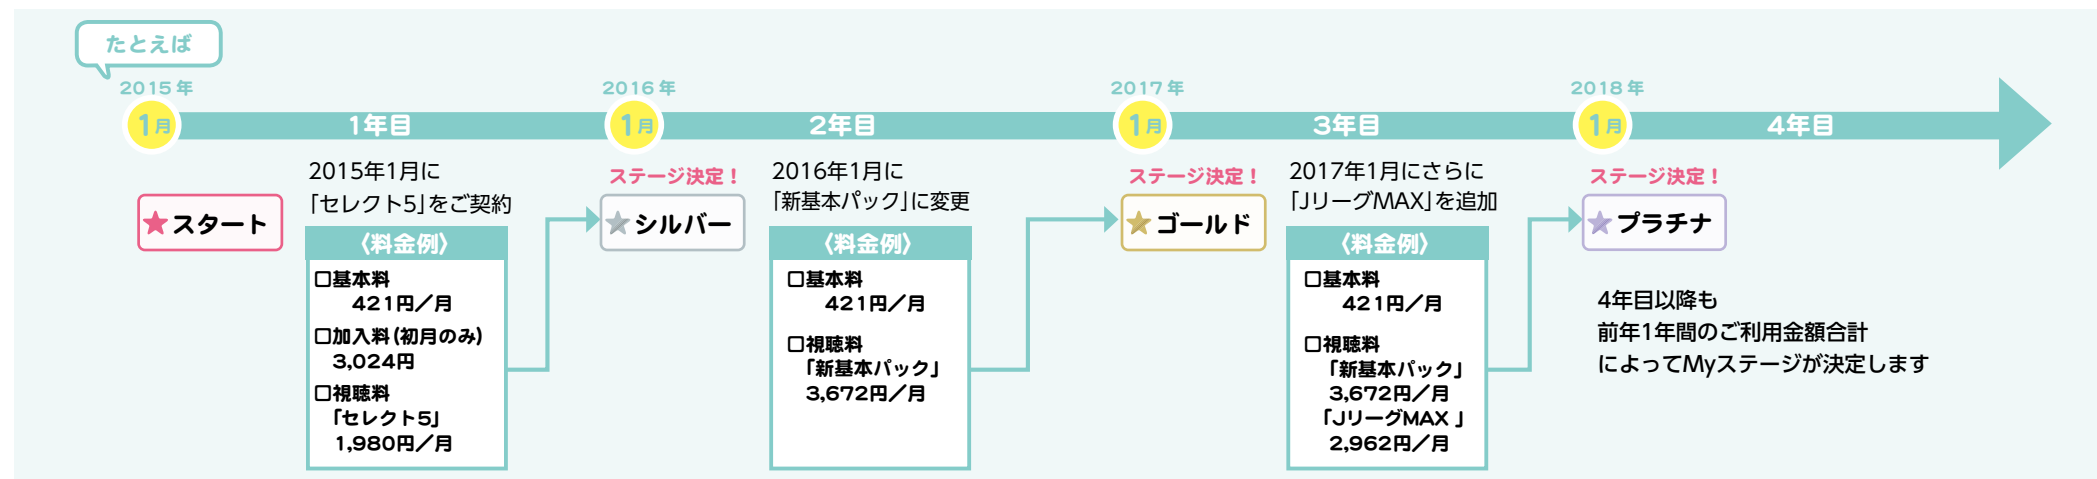 たとえば
2015年
1月
1年目
2016年
1月
2年目
2017年
1月
3年目
2018年
1月
4年目
★スタート
2015年1月に
「セレクト5」をご契約
〈料金例〉
□基本料
421円／月
□加入料（初月のみ）
3,024円
□視聴料
「セレクト5」
1,980円／月
ステージ決定！
★シルバー
2016年1月に
「新基本パック」に変更
〈料金例〉
□基本料
421円／月
□視聴料
「新基本パック」
3,672円／月
ステージ決定！
★ゴールド
2017年1月にさらに
「JリーグMAX」を追加
〈料金例〉
□基本料
421円／月
□視聴料
「新基本パック」
3,672円／月
「JリーグMAX 」
2,962円／月
ステージ決定！
★プラチナ
4年目以降も
前年1年間のご利用金額合計
によってMyステージが決定します